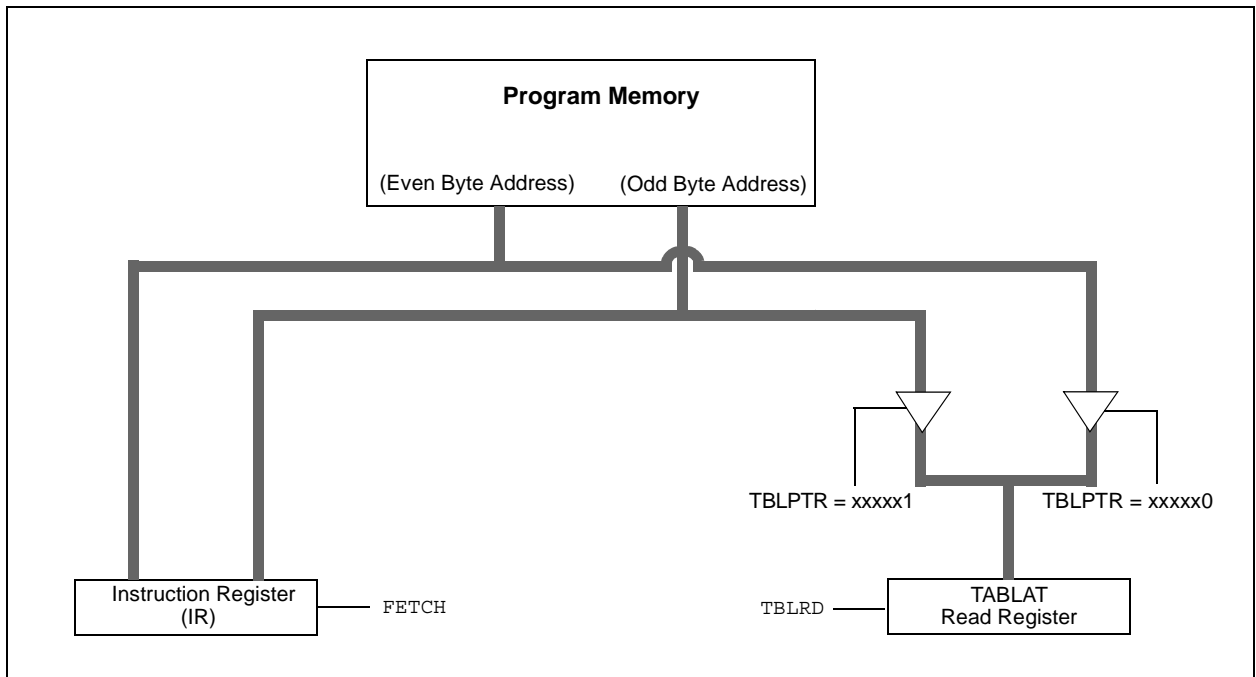 Program Memory
(Even Byte Address)
(Odd Byte Address)
TBLPTR = xxxxx1
TBLPTR = xxxxx0
Instruction Register
(IR)
FETCH
TBLRD
TABLAT
Read Register